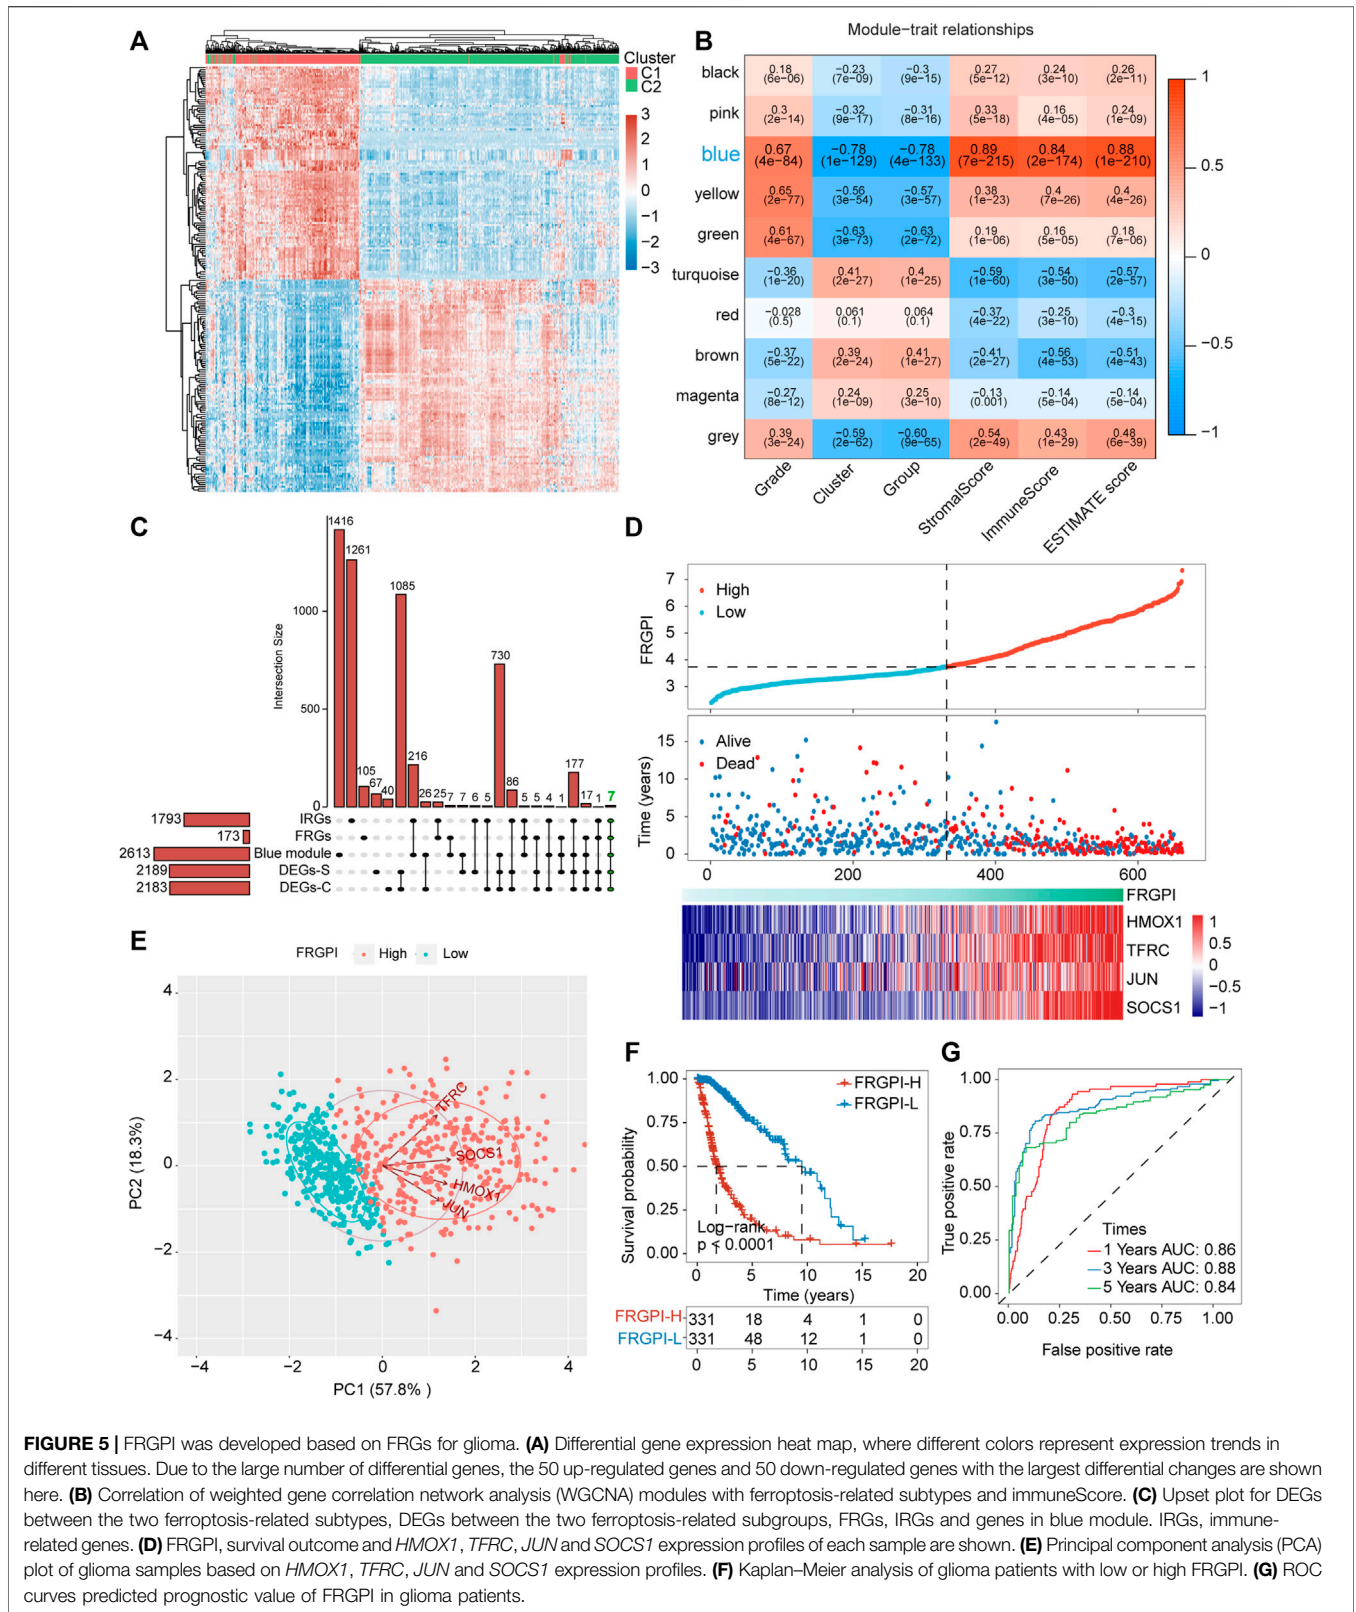 A
Cluster
C1
C2
3
2
1
0
−1
−2
−3
B
Module−trait relationships
black 0.18 −0.23 −0.3 0.27 0.24 0.26
(6e−06) (7e−09) (9e−15) (5e−12) (3e−10) (2e−11)
pink 0.3 −0.32 −0.31 0.33 0.16 0.24
(2e−14) (9e−17) (8e−16) (5e−18) (4e−05) (1e−09)
blue 0.67 −0.78 −0.78 0.89 0.84 0.88
(4e−84) (1e−129) (4e−133) (7e−215) (2e−174) (1e−210)
yellow 0.65 −0.56 −0.57 0.38 0.4 0.4
(2e−77) (3e−54) (3e−57) (1e−23) (7e−26) (4e−26)
green 0.61 −0.63 −0.63 0.19 0.16 0.18
(4e−67) (3e−73) (2e−72) (1e−06) (5e−05) (7e−06)
turquoise −0.36 0.41 0.4 −0.59 −0.54 −0.57
(1e−20) (2e−27) (1e−25) (1e−60) (3e−50) (2e−57)
red −0.028 0.061 0.064 −0.37 −0.25 −0.3
(0.5) (0.1) (0.1) (4e−22) (3e−10) (4e−15)
brown −0.37 0.39 0.41 −0.41 −0.56 −0.51
(5e−22) (2e−24) (1e−27) (2e−27) (4e−53) (4e−43)
magenta −0.27 0.24 0.25 −0.13 −0.14 −0.14
(8e−12) (1e−09) (3e−10) (0.001) (5e−04) (5e−04)
grey 0.39 −0.59 −0.60 0.54 0.43 0.48
(3e−24) (2e−62) (9e−65) (2e−49) (1e−29) (6e−39)
Grade Cluster Group StromalScore ImmuneScore ESTIMATE score
1
0.5
0
−0.5
−1
C
Intersection Size
1000
500
0
1416 1261 105 67 40 1085 216 26 25 7 7 6 5 730 86 5 5 4 1 177 17 1 7
1793 IRGs
173 FRGs
2613 Blue module
2189 DEGs-S
2183 DEGs-C
D
FRGPI
7
6
5
4
3
High
Low
Time (years)
15
10
5
0
Alive
Dead
0 200 400 600
FRGPI
HMOX1
TFRC
JUN
SOCS1
1
0.5
0
−0.5
−1
E
FRGPI High Low
PC2 (18.3%)
4
2
0
−2
−4
TFRC
SOCS1
HMOX1
JUN
−4 −2 0 2 4
PC1 (57.8% )
F
Survival probability
1.00
0.75
0.50
0.25
0.00
FRGPI-H
FRGPI-L
Log−rank
p < 0.0001
0 5 10 15 20
Time (years)
FRGPI-H 331 18 4 1 0
FRGPI-L 331 48 12 1 0
0 5 10 15 20
G
True positive rate
1.00
0.75
0.50
0.25
0.00
Times
1 Years AUC: 0.86
3 Years AUC: 0.88
5 Years AUC: 0.84
0.00 0.25 0.50 0.75 1.00
False positive rate
FIGURE 5 | FRGPI was developed based on FRGs for glioma. (A) Differential gene expression heat map, where different colors represent expression trends in
different tissues. Due to the large number of differential genes, the 50 up-regulated genes and 50 down-regulated genes with the largest differential changes are shown
here. (B) Correlation of weighted gene correlation network analysis (WGCNA) modules with ferroptosis-related subtypes and immuneScore. (C) Upset plot for DEGs
between the two ferroptosis-related subtypes, DEGs between the two ferroptosis-related subgroups, FRGs, IRGs and genes in blue module. IRGs, immune-
related genes. (D) FRGPI, survival outcome and HMOX1, TFRC, JUN and SOCS1 expression profiles of each sample are shown. (E) Principal component analysis (PCA)
plot of glioma samples based on HMOX1, TFRC, JUN and SOCS1 expression profiles. (F) Kaplan–Meier analysis of glioma patients with low or high FRGPI. (G) ROC
curves predicted prognostic value of FRGPI in glioma patients.